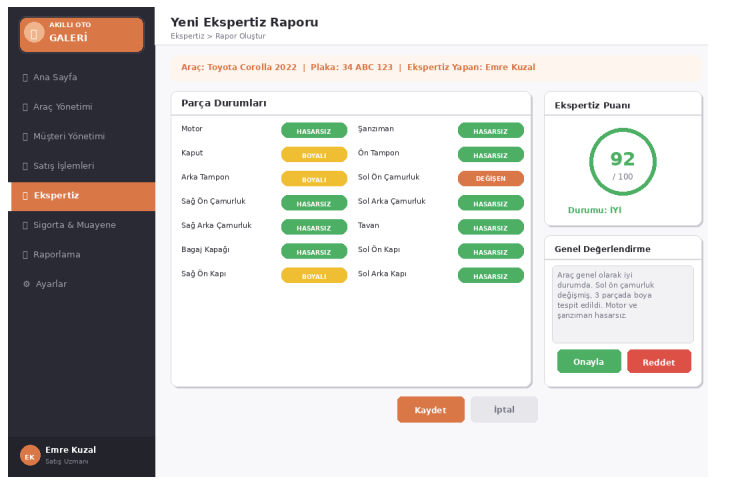 AKILLI OTO
GALERİ
Ana Sayfa
Araç Yönetimi
Müşteri Yönetimi
Satış İşlemleri
Ekspertiz
Sigorta & Muayene
Raporlama
Ayarlar
EK
Emre Kuzal
Satış Uzmanı
Yeni Ekspertiz Raporu
Ekspertiz > Rapor Oluştur
Araç: Toyota Corolla 2022 | Plaka: 34 ABC 123 | Ekspertiz Yapan: Emre Kuzal
Parça Durumları
Motor HASARSIZ Şanzıman HASARSIZ
Kaput BOYALI Ön Tampon HASARSIZ
Arka Tampon BOYALI Sol Ön Çamurluk DEĞİŞEN
Sağ Ön Çamurluk HASARSIZ Sol Arka Çamurluk HASARSIZ
Sağ Arka Çamurluk HASARSIZ Tavan HASARSIZ
Bagaj Kapağı HASARSIZ Sol Ön Kapı HASARSIZ
Sağ Ön Kapı BOYALI Sol Arka Kapı HASARSIZ
Ekspertiz Puanı
92
/ 100
Durumu: İYİ
Genel Değerlendirme
Araç genel olarak iyi
durumda. Sol ön çamurluk
değişmiş, 3 parçada boya
tespit edildi. Motor ve
şanzıman hasarsız.
Onayla Reddet
Kaydet İptal